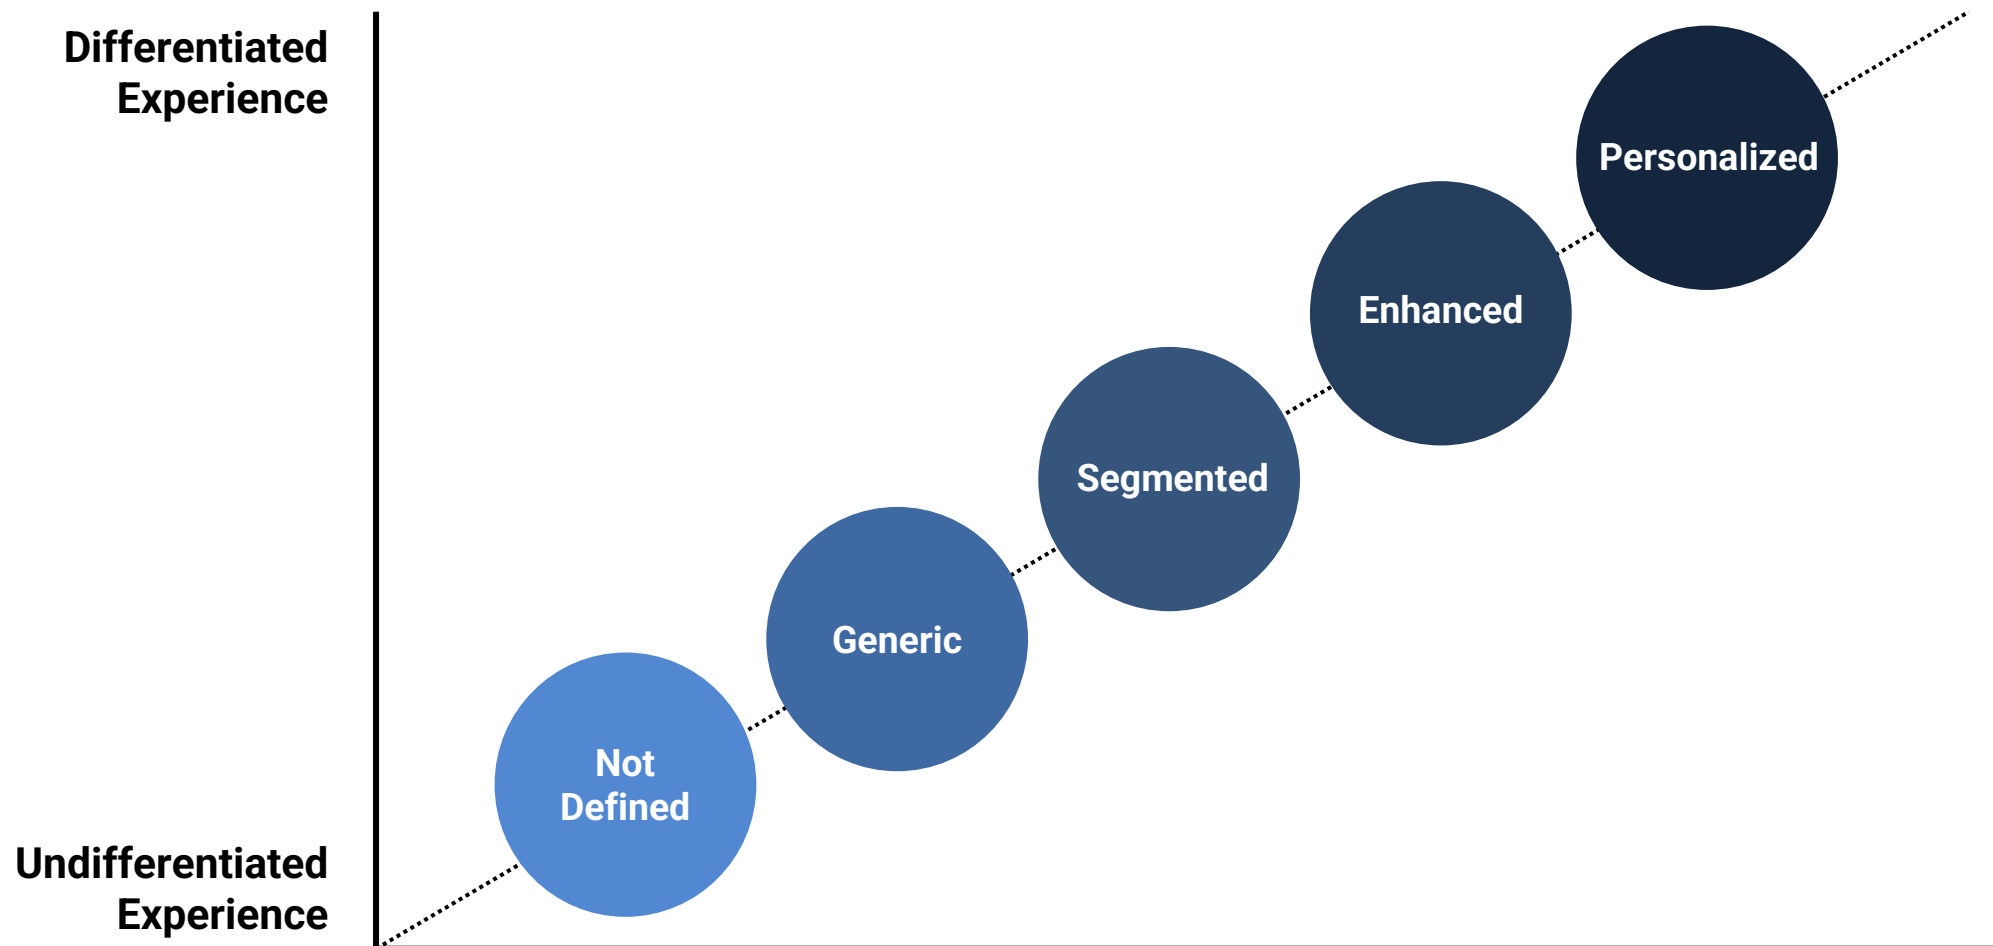 Differentiated
Experience
Personalized
Enhanced
Segmented
Generic
Not
Defined
Undifferentiated
Experience